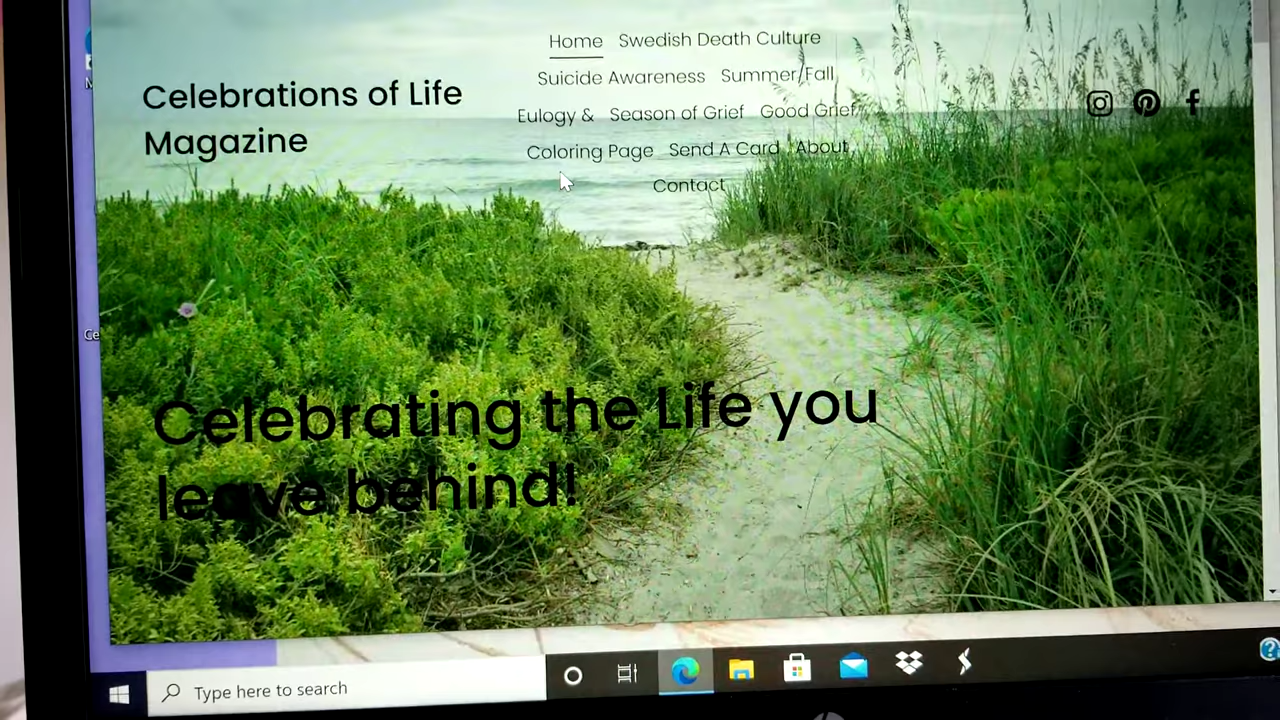 Home Swedish Death Culture
Suicide Awareness Summer/Fall
Celebrations of Life
Magazine
Eulogy & Season of Grief Good Grief
Coloring Page Send A Card About
Contact
Celebrating the Life you
leave behind!
Ce
Type here to search